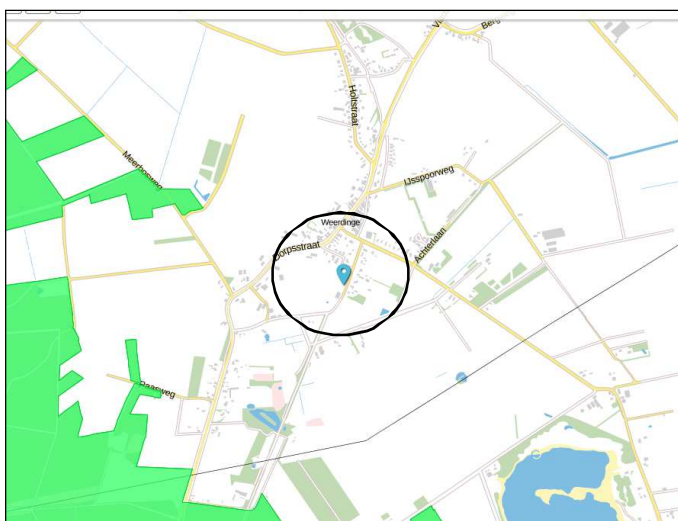 Holtstraat
Meerbosweg
IJsspoorweg
Weerdinge
Dorpsstraat
Achterlaan
Paasweg